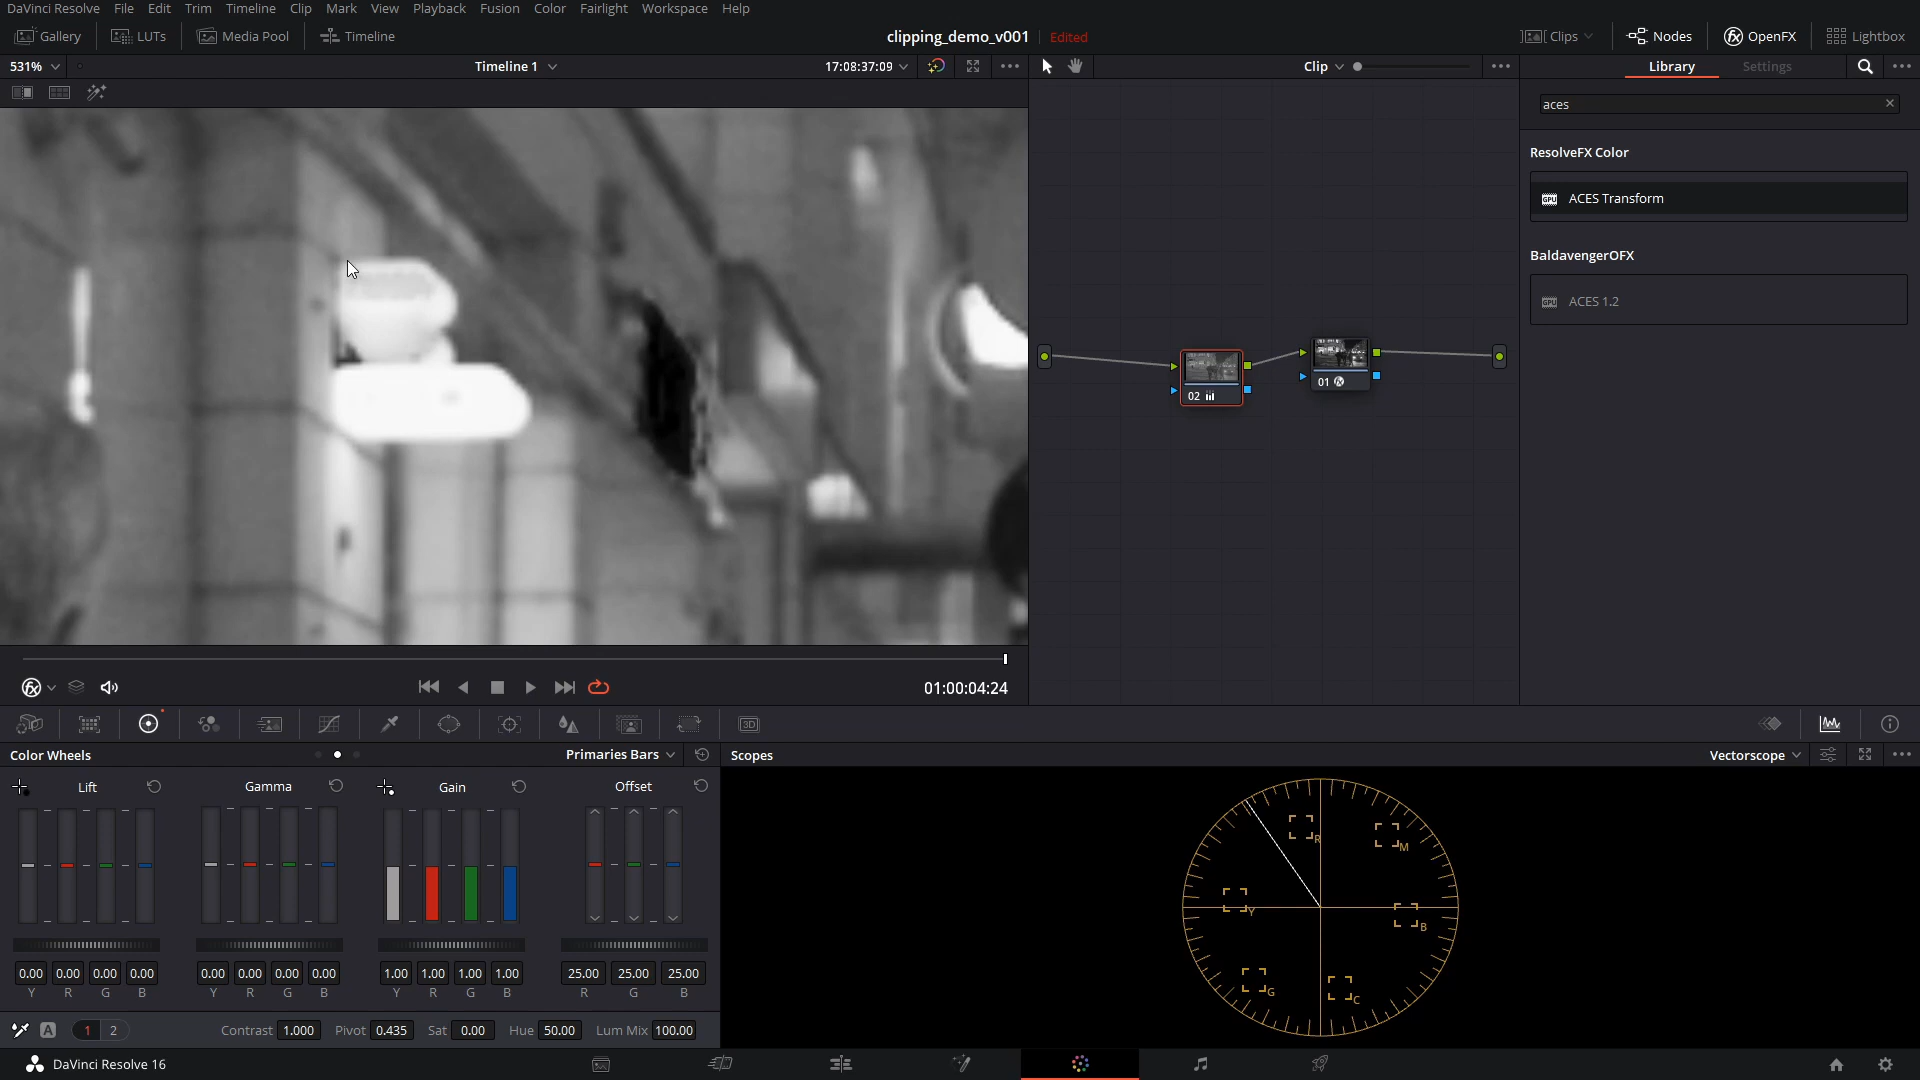 DaVinci Resolve File Edit Trim Timeline Clip Mark View Playback Fusion Color Fairlight Workspace Help
Gallery LUTs Media Pool Timeline clipping_demo_v001 Edited Clips Nodes OpenFX Lightbox
531% Timeline 1 17:08:37:09 Clip Library Settings
aces
ResolveFX Color
GPU ACES Transform
BaldavengerOFX
GPU ACES 1.2
02 01
01:00:04:24
3D
Color Wheels Primaries Bars Scopes Vectorscope
Lift Gamma Gain Offset
R M Y B G C
0.00 0.00 0.00 0.00 0.00 0.00 0.00 0.00 1.00 1.00 1.00 1.00 25.00 25.00 25.00
Y R G B Y R G B Y R G B R G B
A 1 2 Contrast 1.000 Pivot 0.435 Sat 0.00 Hue 50.00 Lum Mix 100.00
DaVinci Resolve 16